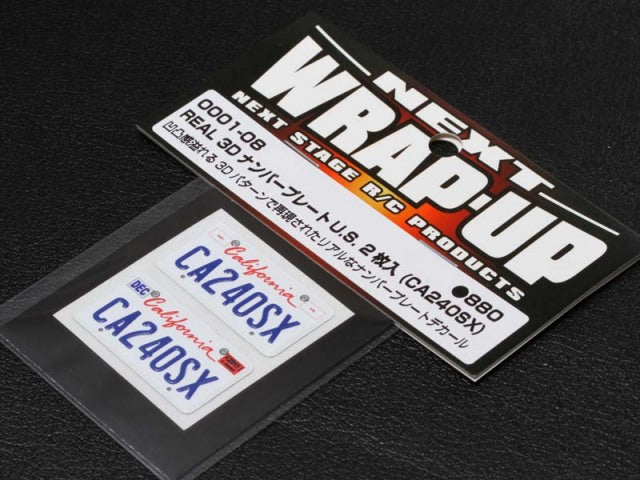 NEXT
WRAP-UP
NEXT STAGE R/C PRODUCTS
0001-08
REAL 3D ナンバープレート U.S. 2枚入 (CA240SX)
凹凸感溢れる3Dパターンで再現されたリアルなナンバープレートデカール
●880
California
CA240SX
DEC
California
CA240SX